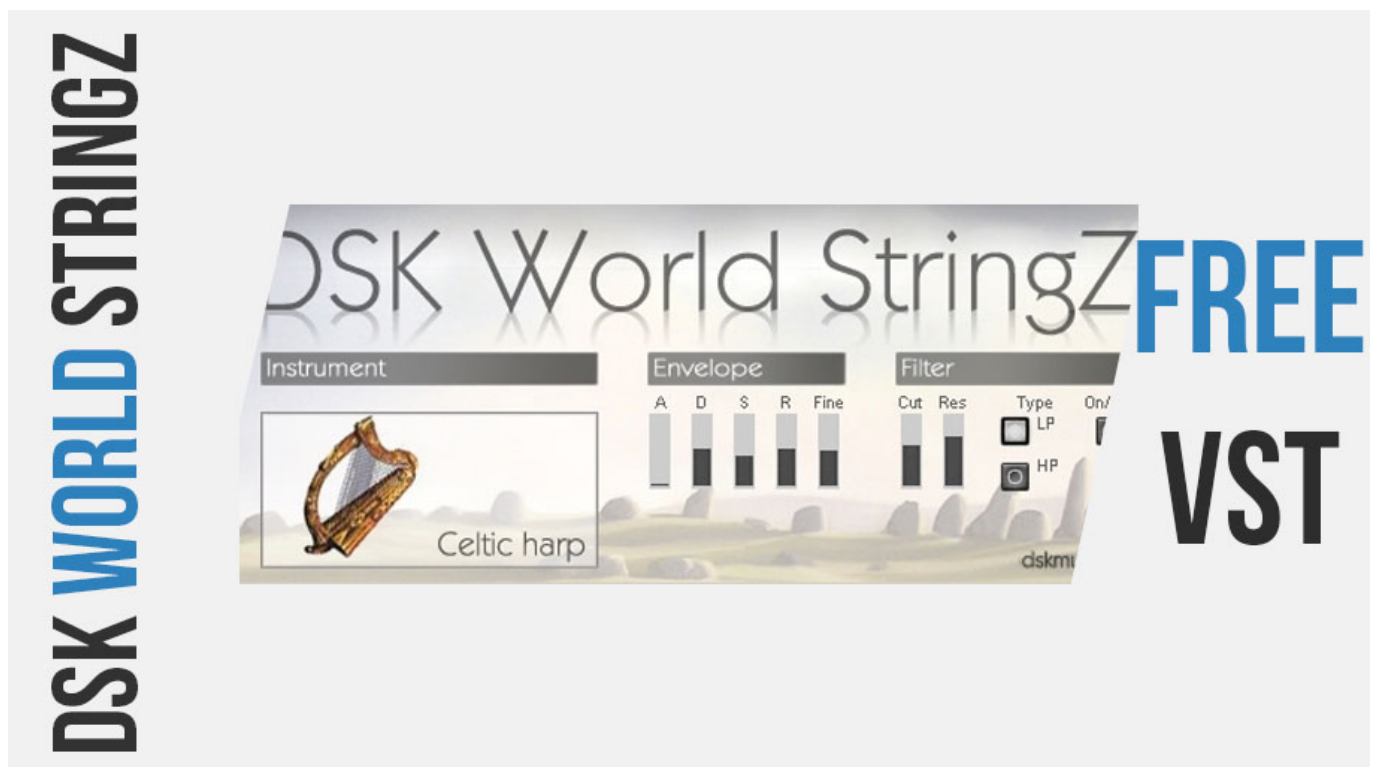 DSK WORLD STRINGZ
DSK World StringZ
FREE
VST
Instrument
Envelope
Filter
A D S R Fine
Cut Res Type
LP
HP
Celtic harp